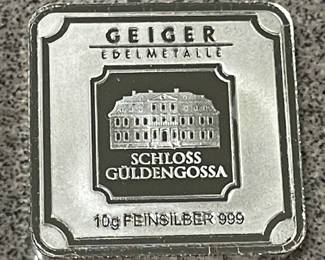 GEIGER
EDELMETALLE
SCHLOSS
GÜLDENGOSSA
10g FEINSILBER 999